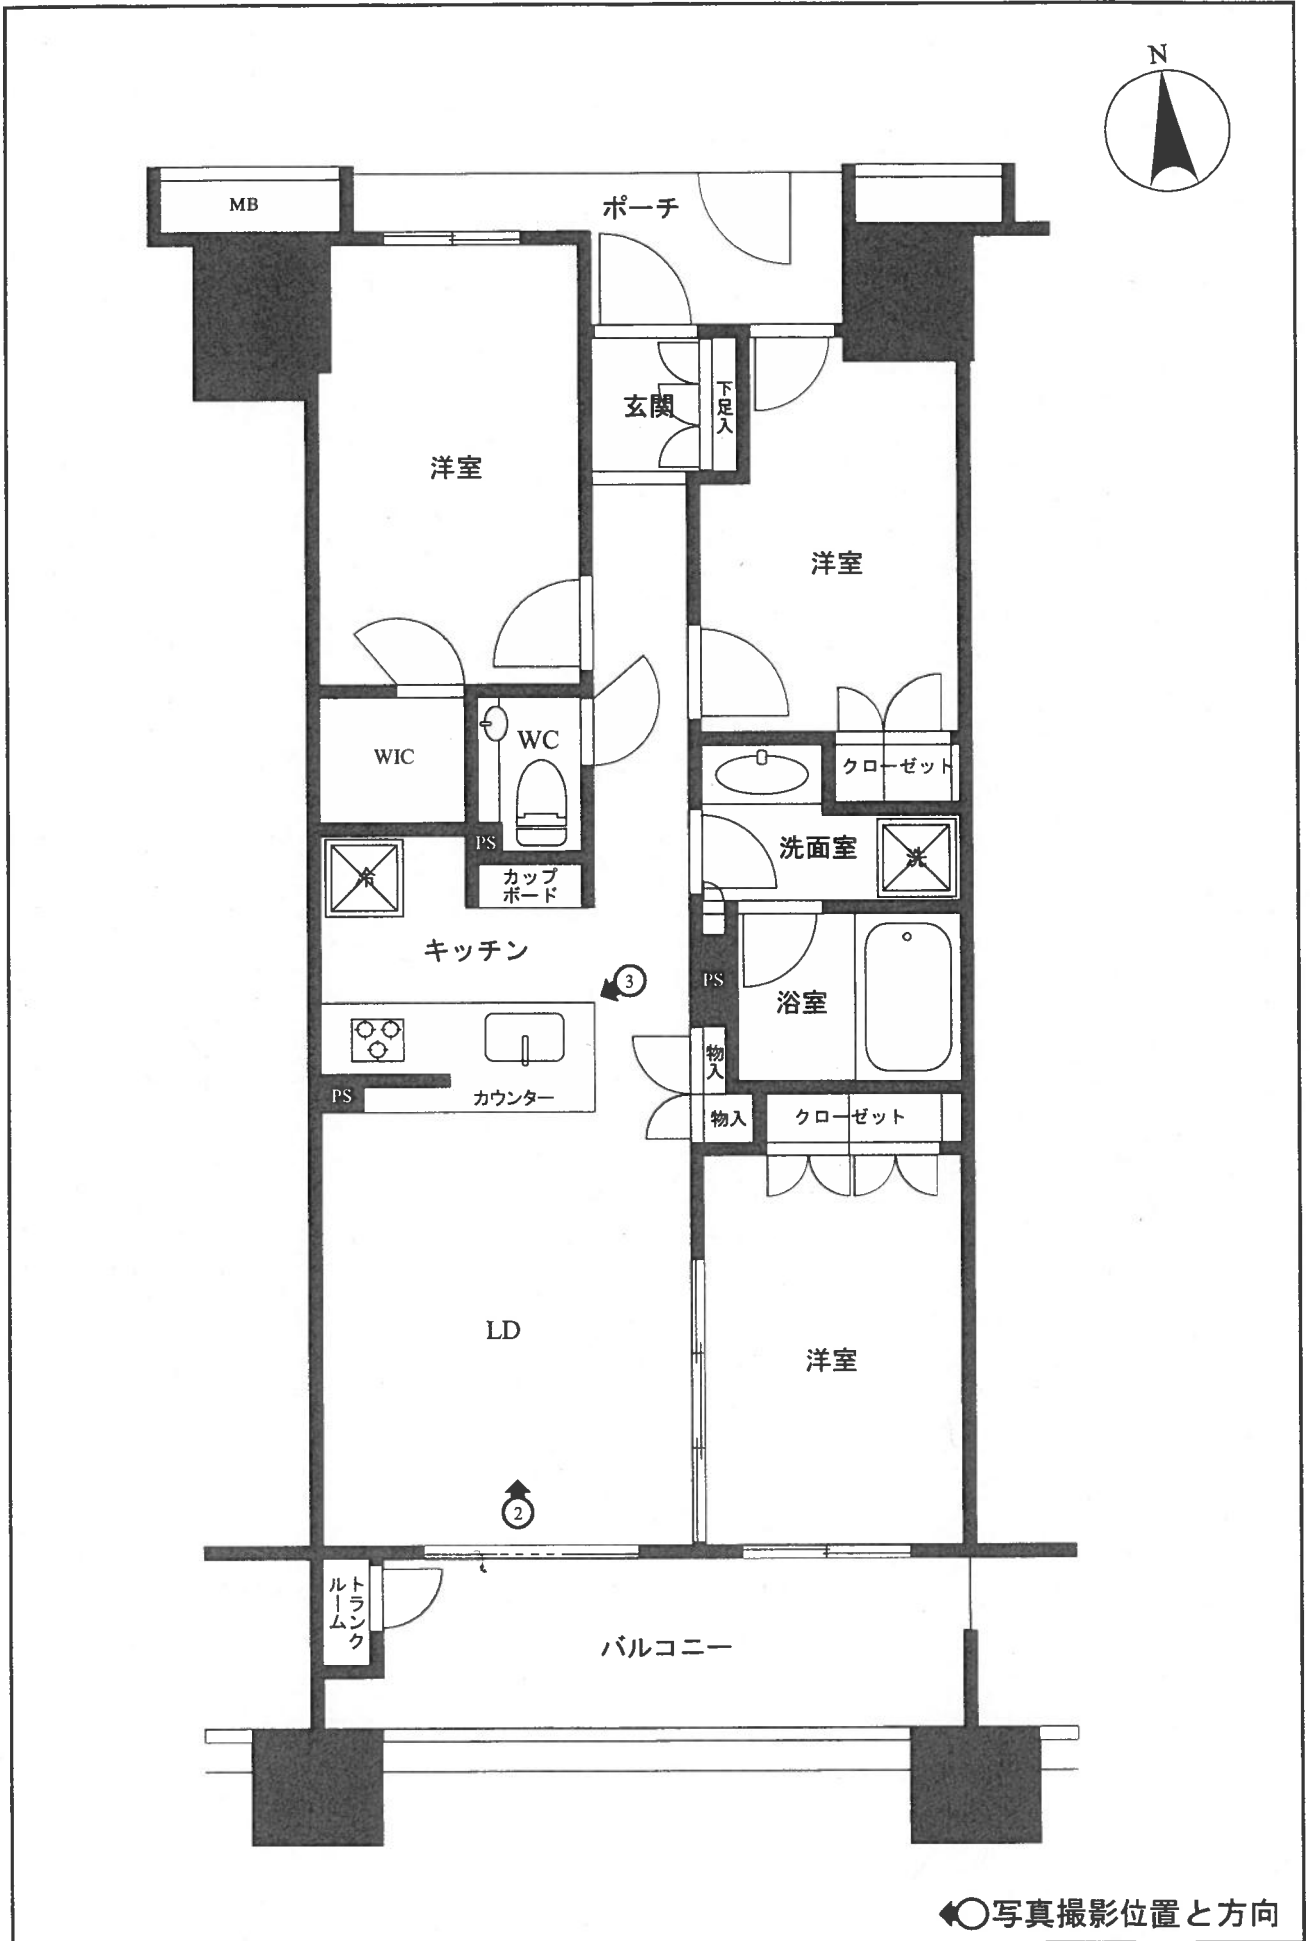 N
MB
ポーチ
玄関
下足入
洋室
洋室
WIC
WC
クローゼット
PS
洗面室
洗
冷
カップ
ボード
キッチン
3
PS
浴室
物入
PS
カウンター
物入
クローゼット
LD
洋室
2
トランク
ルーム
バルコニー
写真撮影位置と方向